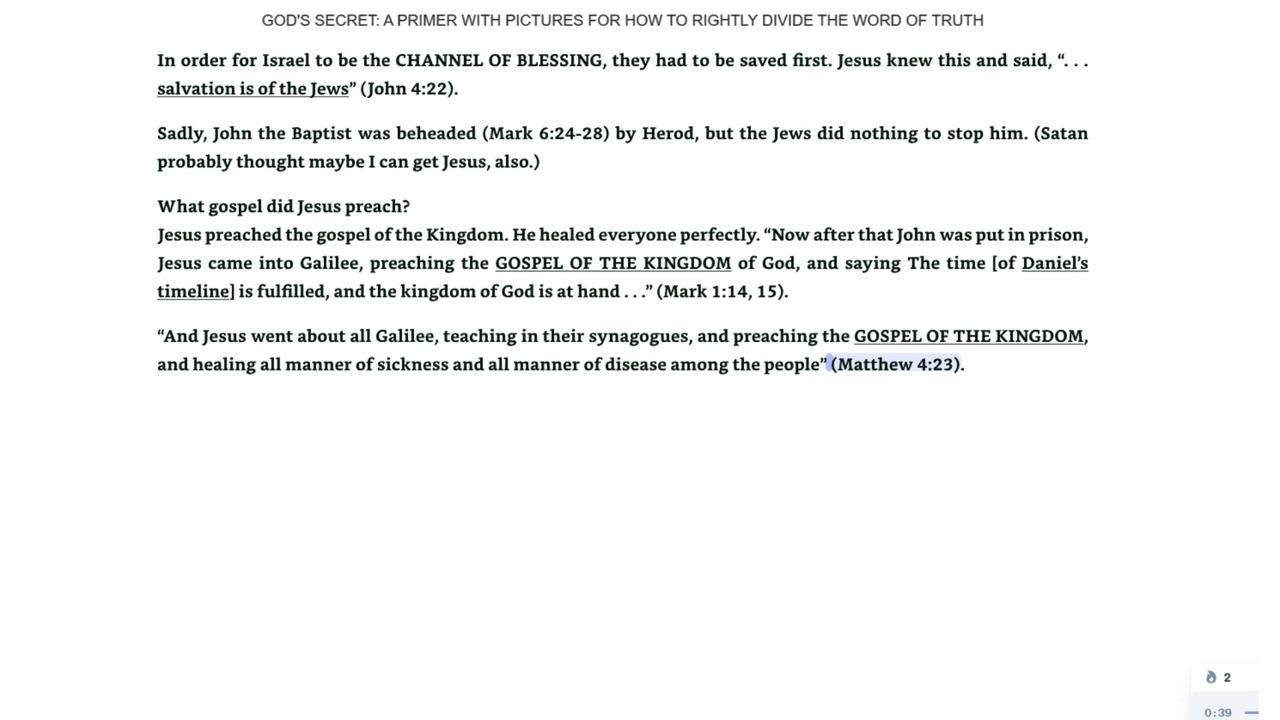 GOD'S SECRET: A PRIMER WITH PICTURES FOR HOW TO RIGHTLY DIVIDE THE WORD OF TRUTH
In order for Israel to be the CHANNEL OF BLESSING, they had to be saved first. Jesus knew this and said, “. . .
salvation is of the Jews” (John 4:22).
Sadly, John the Baptist was beheaded (Mark 6:24-28) by Herod, but the Jews did nothing to stop him. (Satan
probably thought maybe I can get Jesus, also.)
What gospel did Jesus preach?
Jesus preached the gospel of the Kingdom. He healed everyone perfectly. “Now after that John was put in prison,
Jesus came into Galilee, preaching the GOSPEL OF THE KINGDOM of God, and saying The time [of Daniel’s
timeline] is fulfilled, and the kingdom of God is at hand . . .” (Mark 1:14, 15).
“And Jesus went about all Galilee, teaching in their synagogues, and preaching the GOSPEL OF THE KINGDOM,
and healing all manner of sickness and all manner of disease among the people” (Matthew 4:23).
2
0:39